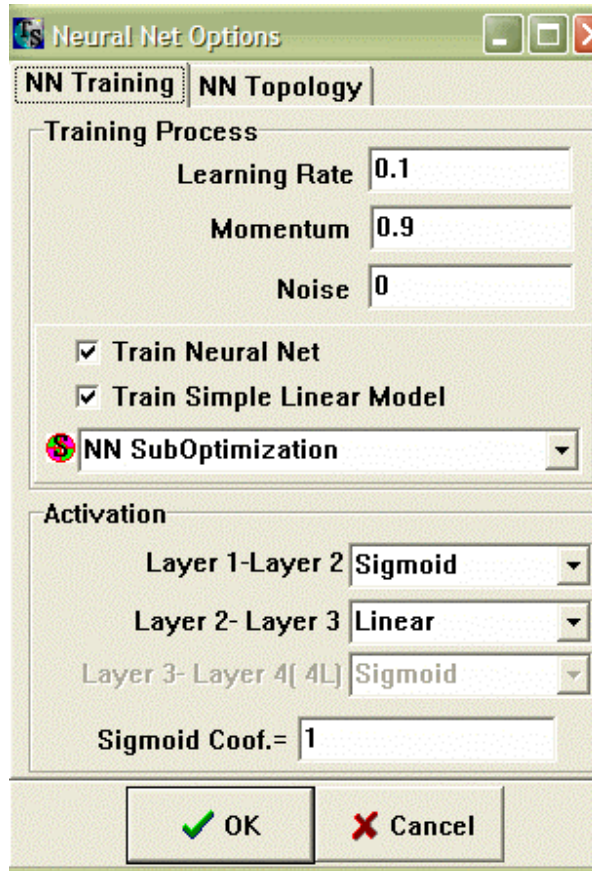 Neural Net Options
NN Training NN Topology
Training Process
Learning Rate 0.1
Momentum 0.9
Noise 0
Train Neural Net
Train Simple Linear Model
S NN SubOptimization
Activation
Layer 1-Layer 2 Sigmoid
Layer 2- Layer 3 Linear
Layer 3- Layer 4( 4L) Sigmoid
Sigmoid Coof.= 1
OK Cancel